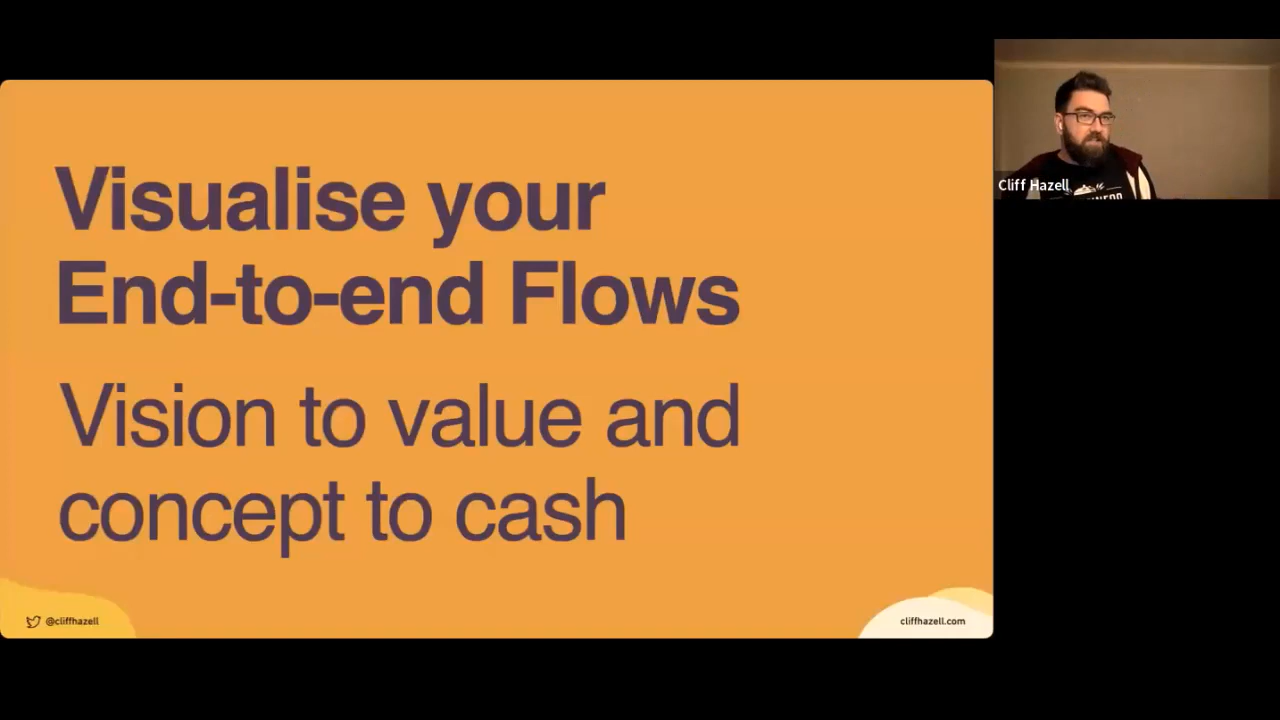 Visualise your
End-to-end Flows
Vision to value and
concept to cash
@cliffhazell
cliffhazell.com
Cliff Hazell